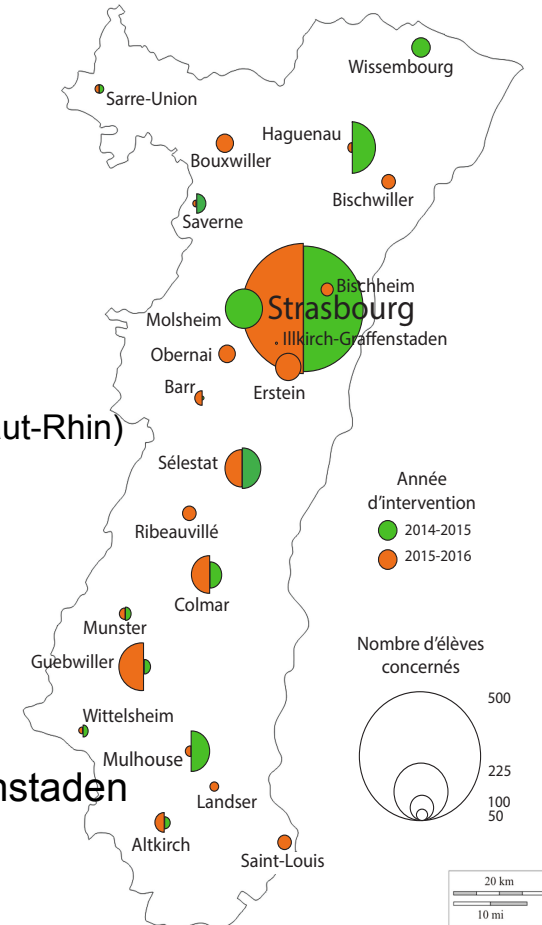 Wissembourg
Sarre-Union
Haguenau
Bouxwiller
Bischwiller
Saverne
Bischheim
Strasbourg
Molsheim
Illkirch-Graffenstaden
Obernai
Barr
Erstein
ut-Rhin)
Sélestat
Année
d'intervention
2014-2015
2015-2016
Ribeauvillé
Colmar
Munster
Nombre d'élèves
concernés
Guebwiller
500
Wittelsheim
Mulhouse
225
nstaden
Landser
100
50
Altkirch
Saint-Louis
20 km
10 mi